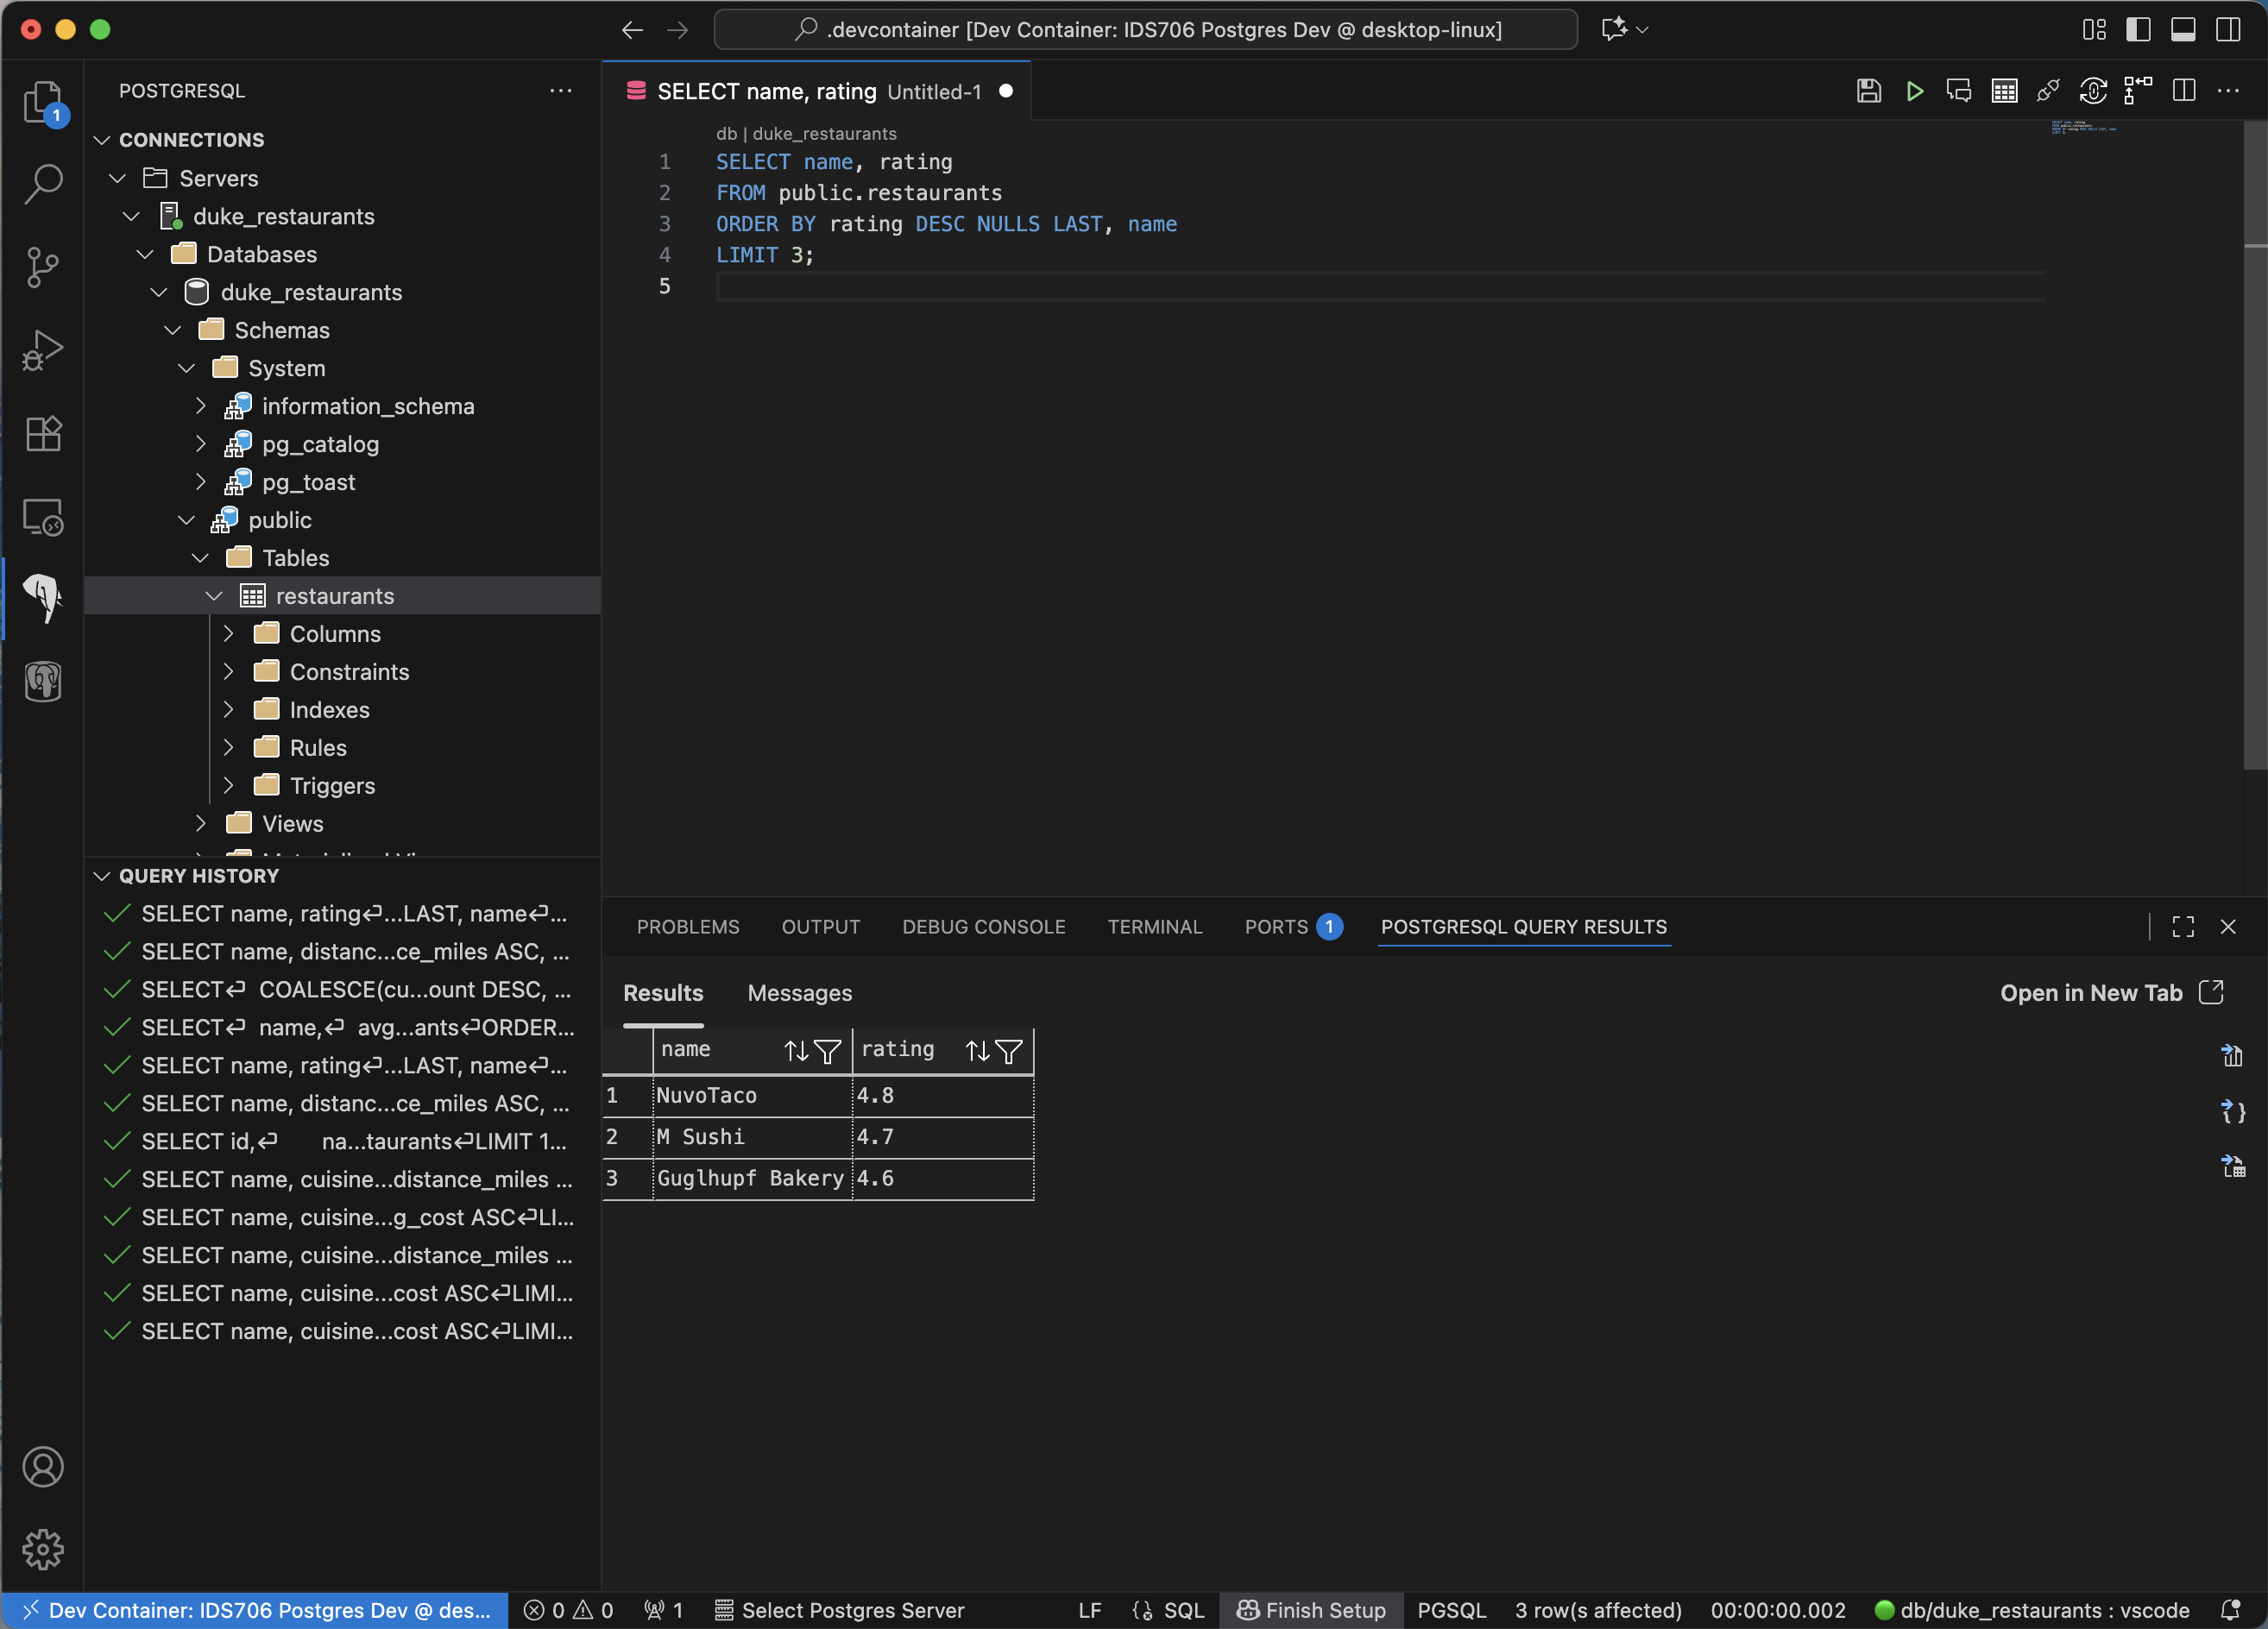 .devcontainer [Dev Container: IDS706 Postgres Dev @ desktop-linux]
1
POSTGRESQL
CONNECTIONS
Servers
duke_restaurants
Databases
duke_restaurants
Schemas
System
information_schema
pg_catalog
pg_toast
public
Tables
restaurants
Columns
Constraints
Indexes
Rules
Triggers
Views
QUERY HISTORY
SELECT name, rating↵...LAST, name↵...
SELECT name, distanc...ce_miles ASC, ...
SELECT↵ COALESCE(cu...ount DESC, ...
SELECT↵ name,↵ avg...ants↵ORDER...
SELECT name, rating↵...LAST, name↵...
SELECT name, distanc...ce_miles ASC, ...
SELECT id,↵ na...taurants↵LIMIT 1...
SELECT name, cuisine...distance_miles ...
SELECT name, cuisine...g_cost ASC↵LI...
SELECT name, cuisine...distance_miles ...
SELECT name, cuisine...cost ASC↵LIMI...
SELECT name, cuisine...cost ASC↵LIMI...
SELECT name, rating Untitled-1
db | duke_restaurants
1 SELECT name, rating
2 FROM public.restaurants
3 ORDER BY rating DESC NULLS LAST, name
4 LIMIT 3;
5
PROBLEMS OUTPUT DEBUG CONSOLE TERMINAL PORTS 1 POSTGRESQL QUERY RESULTS
Results Messages Open in New Tab
name rating
1 NuvoTaco 4.8
2 M Sushi 4.7
3 Guglhupf Bakery 4.6
Dev Container: IDS706 Postgres Dev @ des... 0 0 1 Select Postgres Server LF SQL Finish Setup PGSQL 3 row(s affected) 00:00:00.002 db/duke_restaurants : vscode